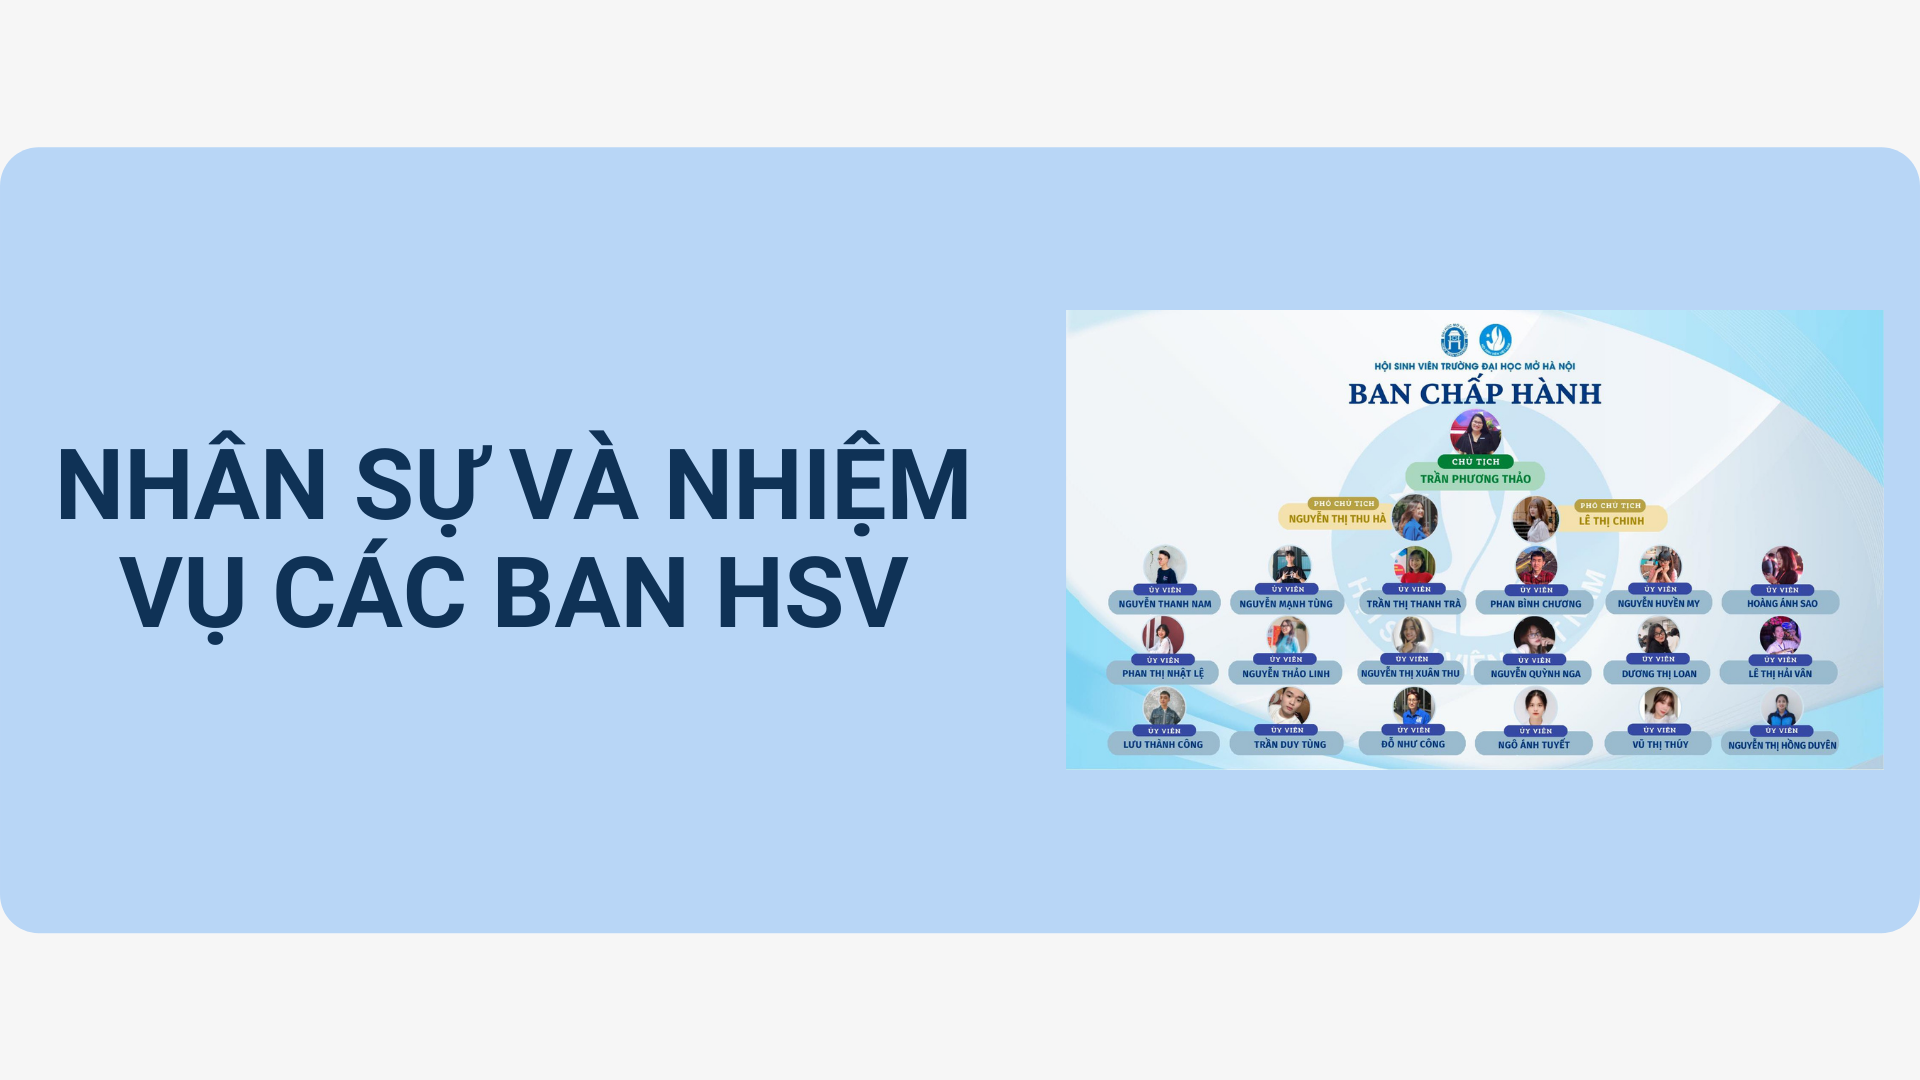 NHÂN SỰ VÀ NHIỆM
VỤ CÁC BAN HSV
HỘI SINH VIÊN TRƯỜNG ĐẠI HỌC MỞ HÀ NỘI
BAN CHẤP HÀNH
CHỦ TỊCH
TRẦN PHƯƠNG THẢO
PHÓ CHỦ TỊCH
NGUYỄN THỊ THU HÀ
PHÓ CHỦ TỊCH
LÊ THỊ CHINH
ỦY VIÊN ỦY VIÊN ỦY VIÊN ỦY VIÊN ỦY VIÊN ỦY VIÊN
NGUYỄN THANH NAM NGUYỄN MẠNH TÙNG TRẦN THỊ THANH TRÀ PHAN BÌNH CHƯƠNG NGUYỄN HUYỀN MY HOÀNG ÁNH SAO
ỦY VIÊN ỦY VIÊN ỦY VIÊN ỦY VIÊN ỦY VIÊN ỦY VIÊN
PHAN THỊ NHẬT LỆ NGUYỄN THẢO LINH NGUYỄN THỊ XUÂN THU NGUYỄN QUỲNH NGA DƯƠNG THỊ LOAN LÊ THỊ HẢI VÂN
ỦY VIÊN ỦY VIÊN ỦY VIÊN ỦY VIÊN ỦY VIÊN ỦY VIÊN
LƯU THÀNH CÔNG TRẦN DUY TÙNG ĐỖ NHƯ CÔNG NGÔ ÁNH TUYẾT VŨ THỊ THÚY NGUYỄN THỊ HỒNG DUYÊN